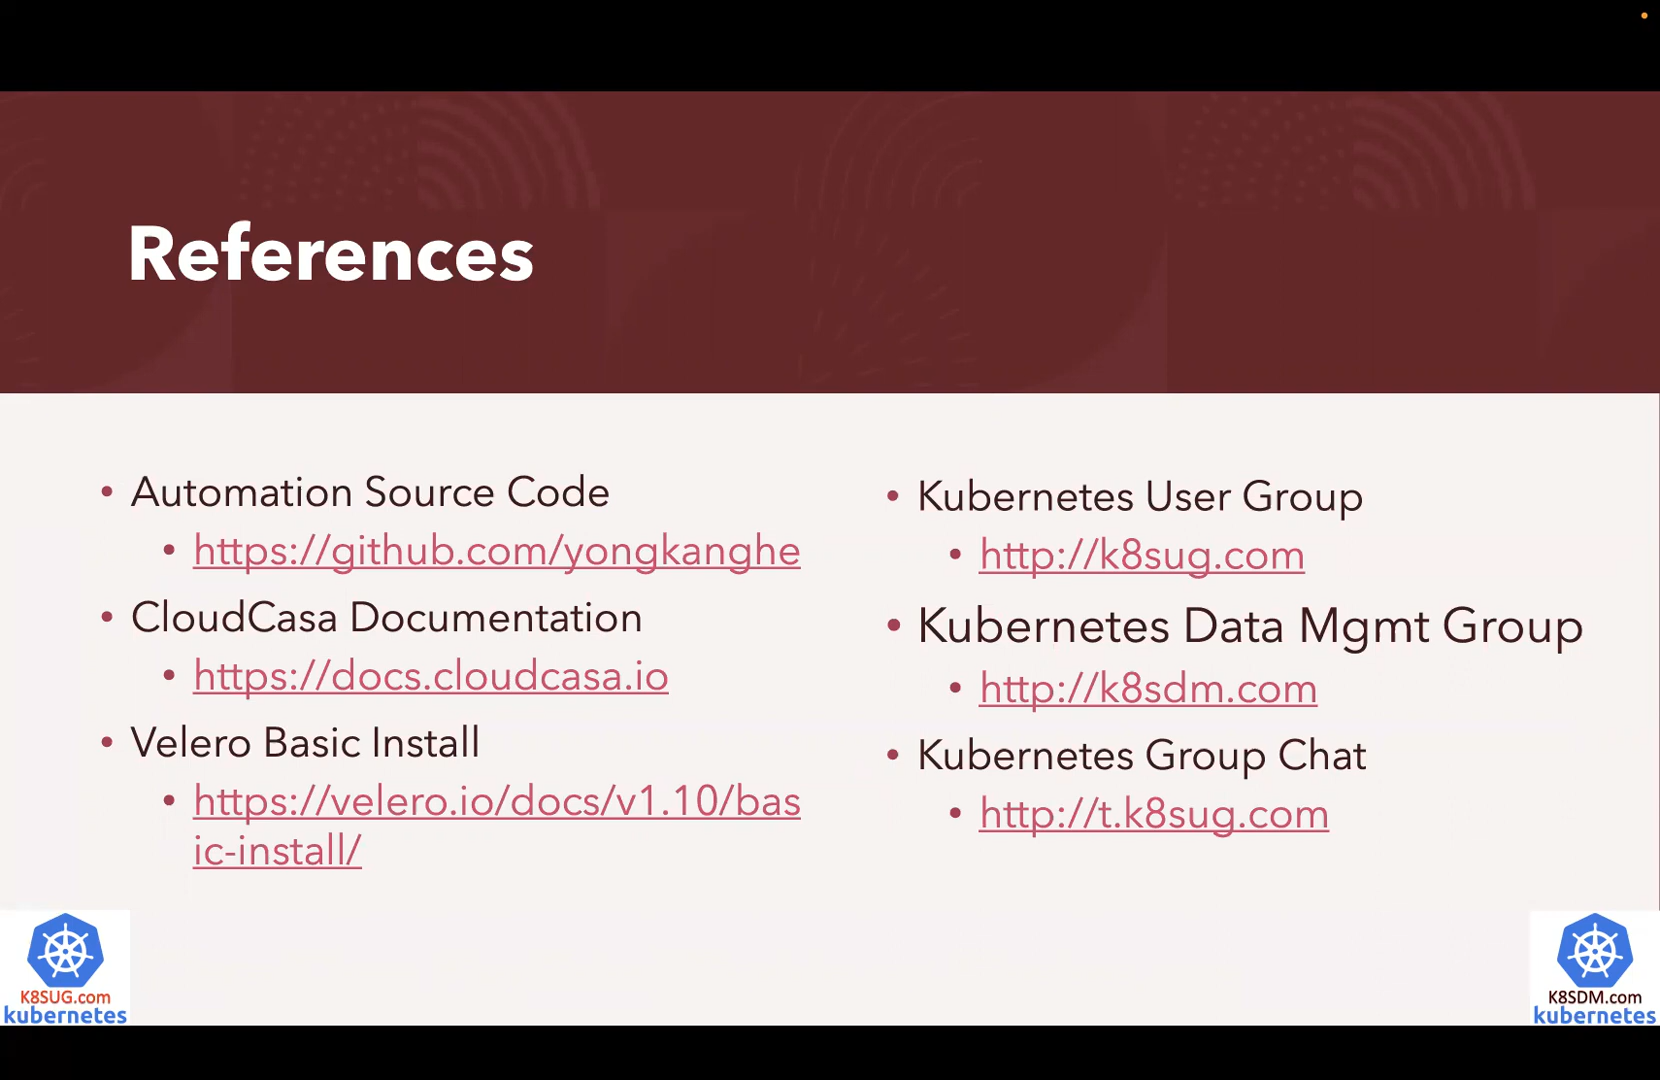 References
• Automation Source Code
• https://github.com/yongkanghe
• CloudCasa Documentation
• https://docs.cloudcasa.io
• Velero Basic Install
• https://velero.io/docs/v1.10/bas
ic-install/
• Kubernetes User Group
• http://k8sug.com
• Kubernetes Data Mgmt Group
• http://k8sdm.com
• Kubernetes Group Chat
• http://t.k8sug.com
K8SUG.com
kubernetes
K8SDM.com
kubernetes